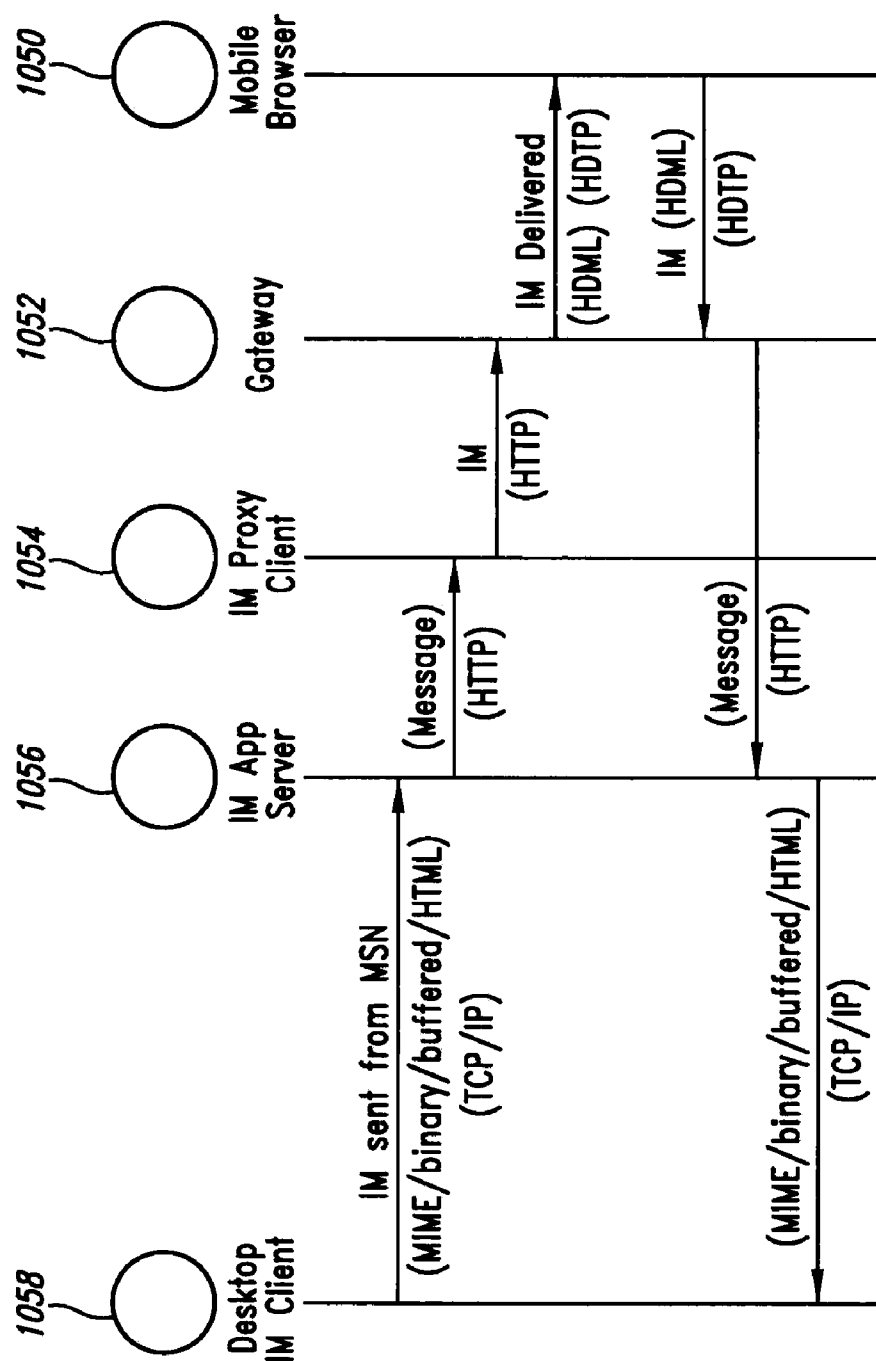 1058
Desktop
IM Client
1056
IM App
Server
1054
IM Proxy
Client
1052
Gateway
1050
Mobile
Browser
IM sent from MSN
(MIME/binary/buffered/HTML)
(TCP/IP)
(Message)
(HTTP)
IM
(HTTP)
IM Delivered
(HDML) (HDTP)
IM (HDML)
(HDTP)
(Message)
(HTTP)
(MIME/binary/buffered/HTML)
(TCP/IP)